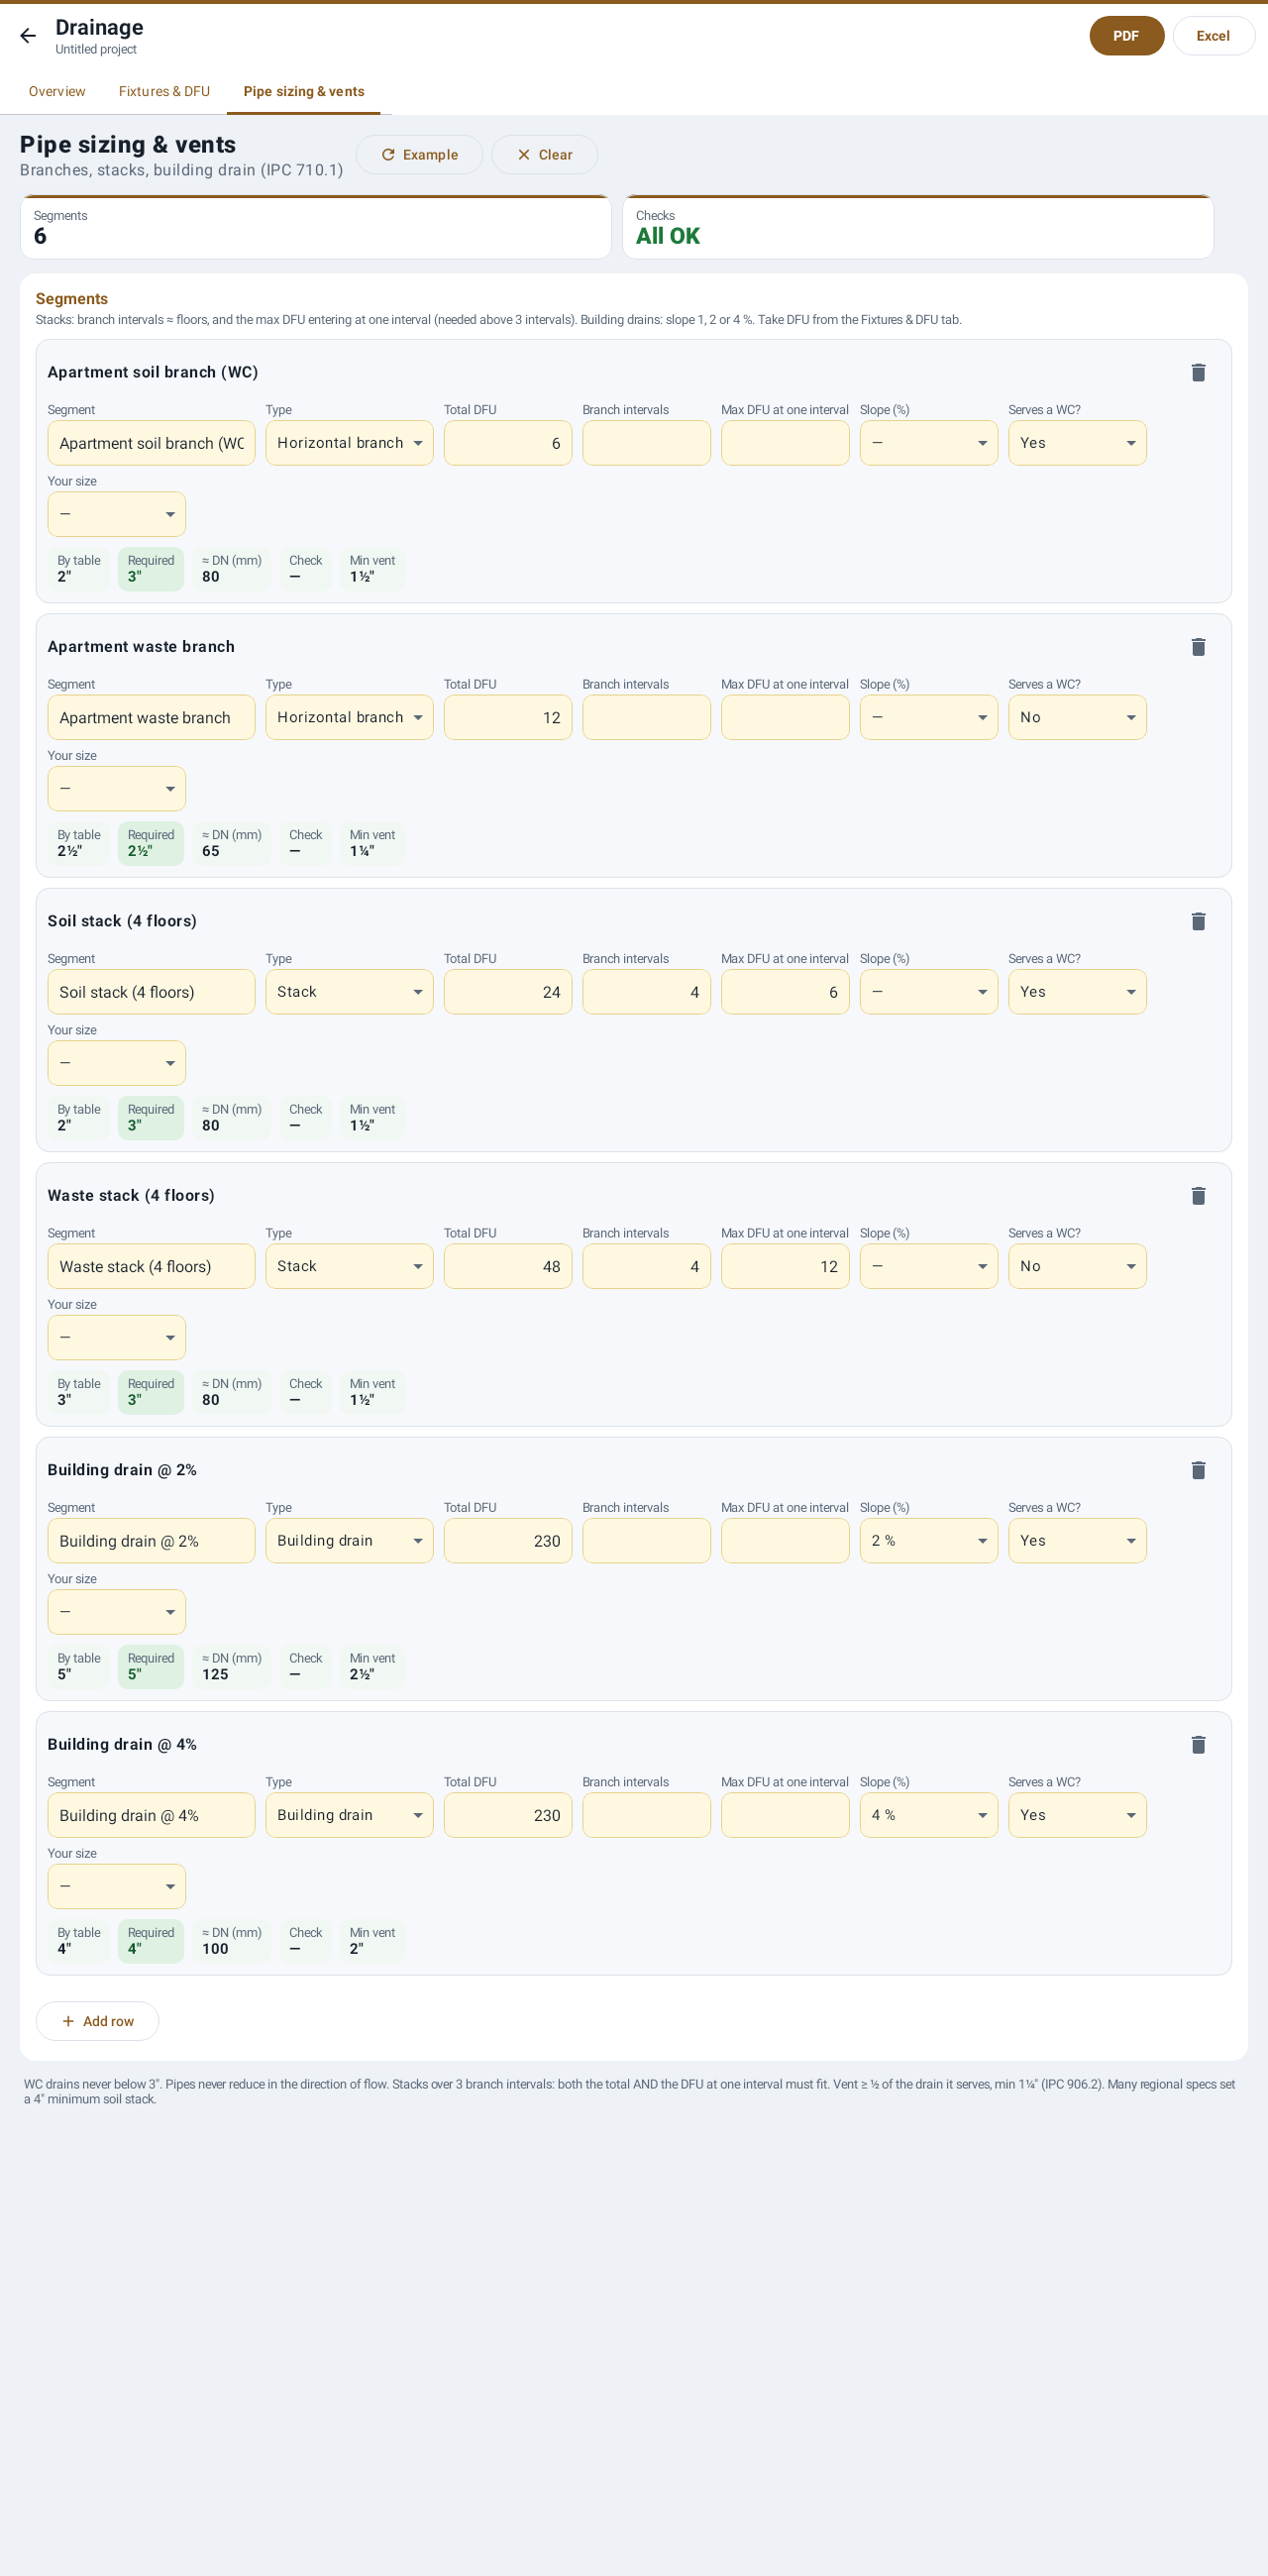 Drainage
Untitled project
PDF
Excel
Overview
Fixtures & DFU
Pipe sizing & vents
Pipe sizing & vents
Branches, stacks, building drain (IPC 710.1)
Example
Clear
Segments
6
Checks
All OK
Segments
Stacks: branch intervals ≈ floors, and the max DFU entering at one interval (needed above 3 intervals). Building drains: slope 1, 2 or 4 %. Take DFU from the Fixtures & DFU tab.
Apartment soil branch (WC)
Segment Type Total DFU Branch intervals Max DFU at one interval Slope (%) Serves a WC?
Apartment soil branch (WC Horizontal branch 6 — Yes
Your size
—
By table Required ≈ DN (mm) Check Min vent
2" 3" 80 — 1½"
Apartment waste branch
Segment Type Total DFU Branch intervals Max DFU at one interval Slope (%) Serves a WC?
Apartment waste branch Horizontal branch 12 — No
Your size
—
By table Required ≈ DN (mm) Check Min vent
2½" 2½" 65 — 1¼"
Soil stack (4 floors)
Segment Type Total DFU Branch intervals Max DFU at one interval Slope (%) Serves a WC?
Soil stack (4 floors) Stack 24 4 6 — Yes
Your size
—
By table Required ≈ DN (mm) Check Min vent
2" 3" 80 — 1½"
Waste stack (4 floors)
Segment Type Total DFU Branch intervals Max DFU at one interval Slope (%) Serves a WC?
Waste stack (4 floors) Stack 48 4 12 — No
Your size
—
By table Required ≈ DN (mm) Check Min vent
3" 3" 80 — 1½"
Building drain @ 2%
Segment Type Total DFU Branch intervals Max DFU at one interval Slope (%) Serves a WC?
Building drain @ 2% Building drain 230 2 % Yes
Your size
—
By table Required ≈ DN (mm) Check Min vent
5" 5" 125 — 2½"
Building drain @ 4%
Segment Type Total DFU Branch intervals Max DFU at one interval Slope (%) Serves a WC?
Building drain @ 4% Building drain 230 4 % Yes
Your size
—
By table Required ≈ DN (mm) Check Min vent
4" 4" 100 — 2"
Add row
WC drains never below 3". Pipes never reduce in the direction of flow. Stacks over 3 branch intervals: both the total AND the DFU at one interval must fit. Vent ≥ ½ of the drain it serves, min 1¼" (IPC 906.2). Many regional specs set
a 4" minimum soil stack.